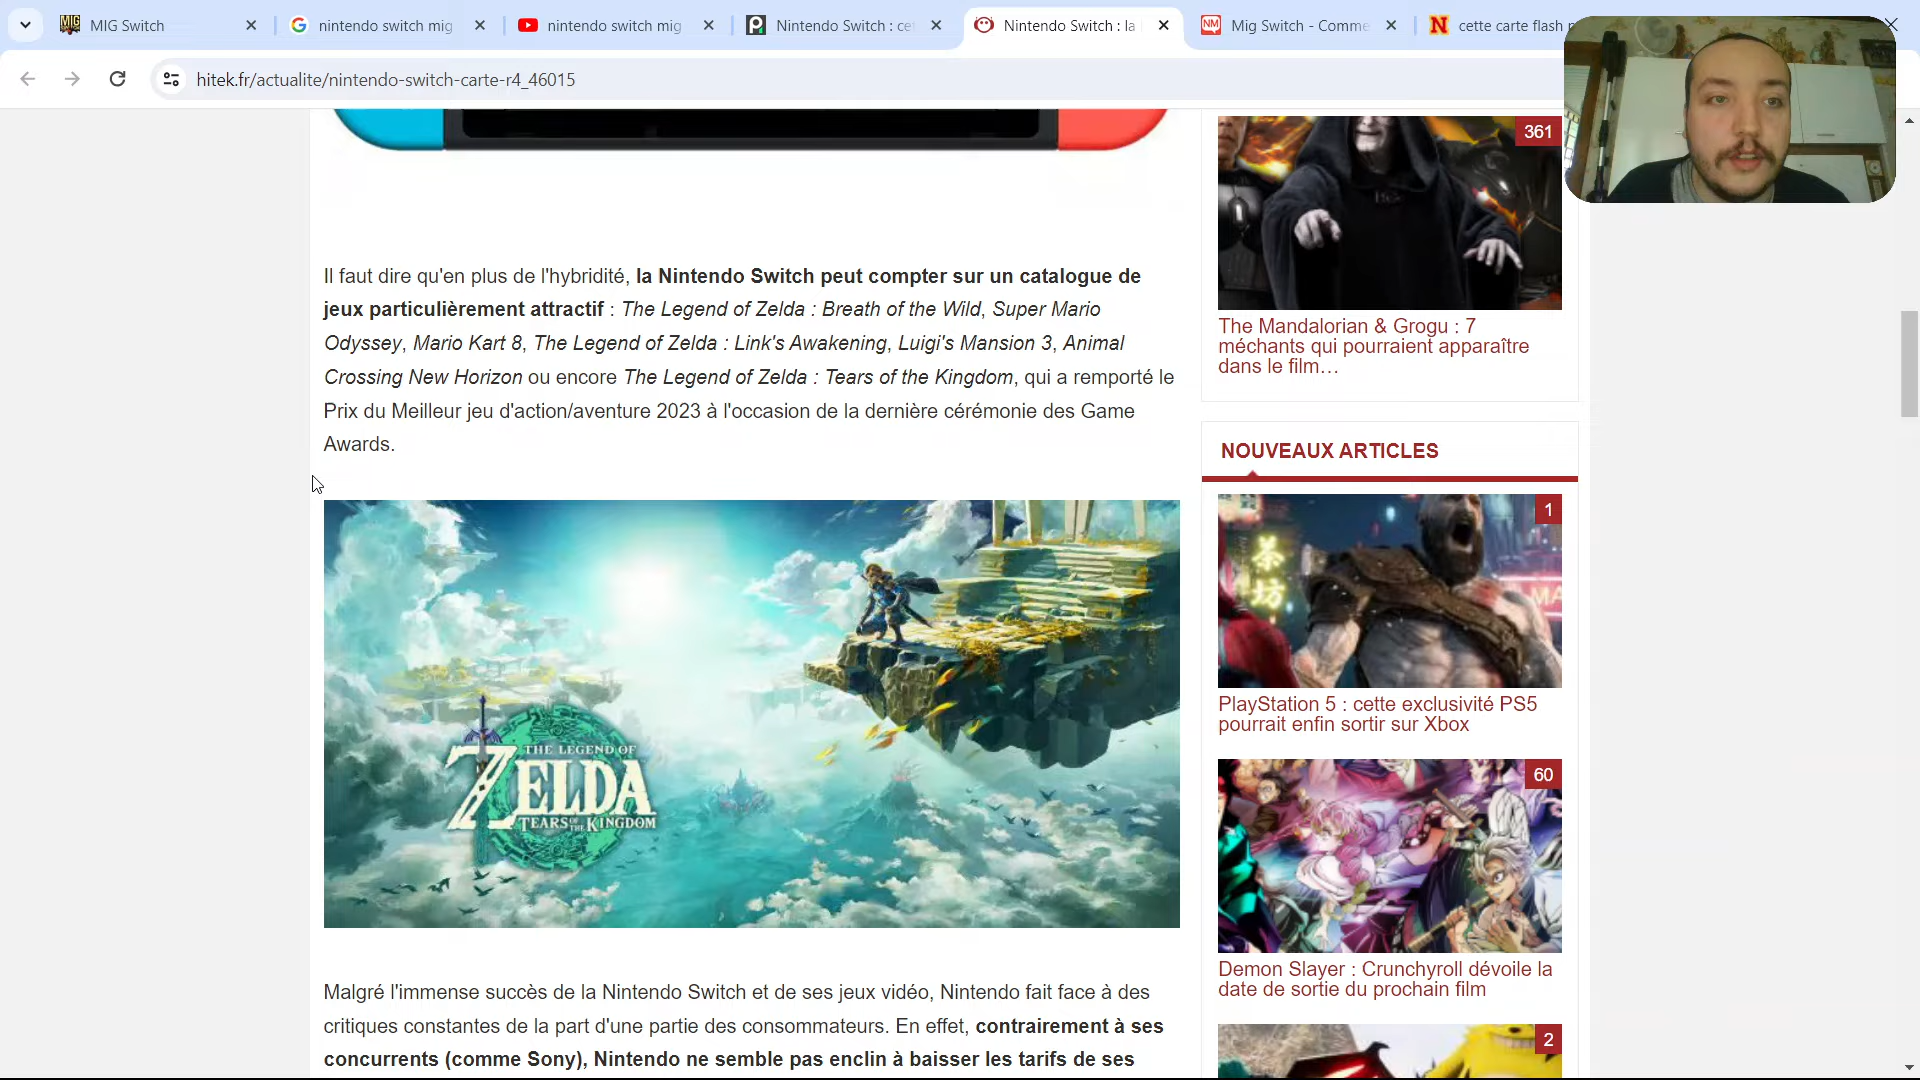 MIG Switch
nintendo switch mig
nintendo switch mig
Nintendo Switch : ce
Nintendo Switch : la
Mig Switch - Comme
cette carte flash
hitek.fr/actualite/nintendo-switch-carte-r4_46015
Il faut dire qu'en plus de l'hybridité, la Nintendo Switch peut compter sur un catalogue de
jeux particulièrement attractif : The Legend of Zelda : Breath of the Wild, Super Mario
Odyssey, Mario Kart 8, The Legend of Zelda : Link's Awakening, Luigi's Mansion 3, Animal
Crossing New Horizon ou encore The Legend of Zelda : Tears of the Kingdom, qui a remporté le
Prix du Meilleur jeu d'action/aventure 2023 à l'occasion de la dernière cérémonie des Game
Awards.
THE LEGEND OF
ZELDA
TEARS OF THE KINGDOM
Malgré l'immense succès de la Nintendo Switch et de ses jeux vidéo, Nintendo fait face à des
critiques constantes de la part d'une partie des consommateurs. En effet, contrairement à ses
concurrents (comme Sony), Nintendo ne semble pas enclin à baisser les tarifs de ses
361
The Mandalorian & Grogu : 7
méchants qui pourraient apparaître
dans le film…
NOUVEAUX ARTICLES
1
茶
坊
PlayStation 5 : cette exclusivité PS5
pourrait enfin sortir sur Xbox
60
Demon Slayer : Crunchyroll dévoile la
date de sortie du prochain film
2